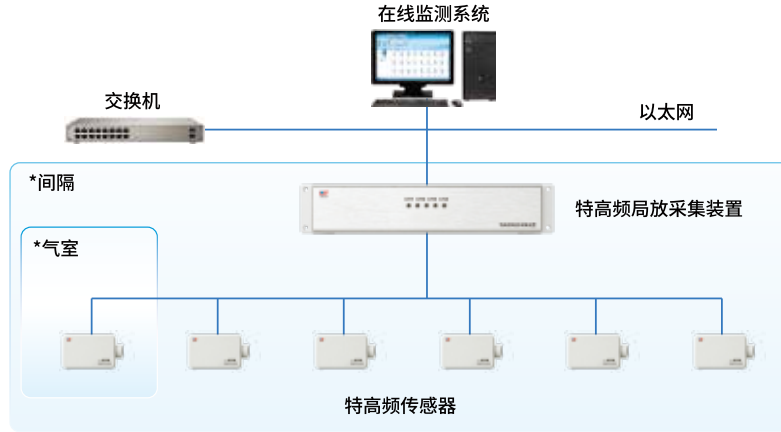 在线监测系统
交换机
以太网
*间隔
特高频局放采集装置
*气室
特高频传感器